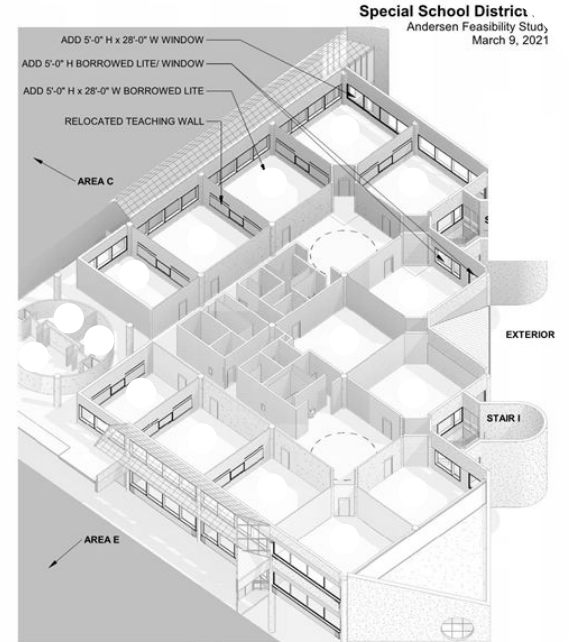 Special School District
Andersen Feasibility Study
March 9, 2021
ADD 5'-0" H x 28'-0" W WINDOW
ADD 5'-0" H BORROWED LITE/ WINDOW
ADD 5'-0" H x 28'-0" W BORROWED LITE
RELOCATED TEACHING WALL
AREA C
EXTERIOR
STAIR I
AREA E